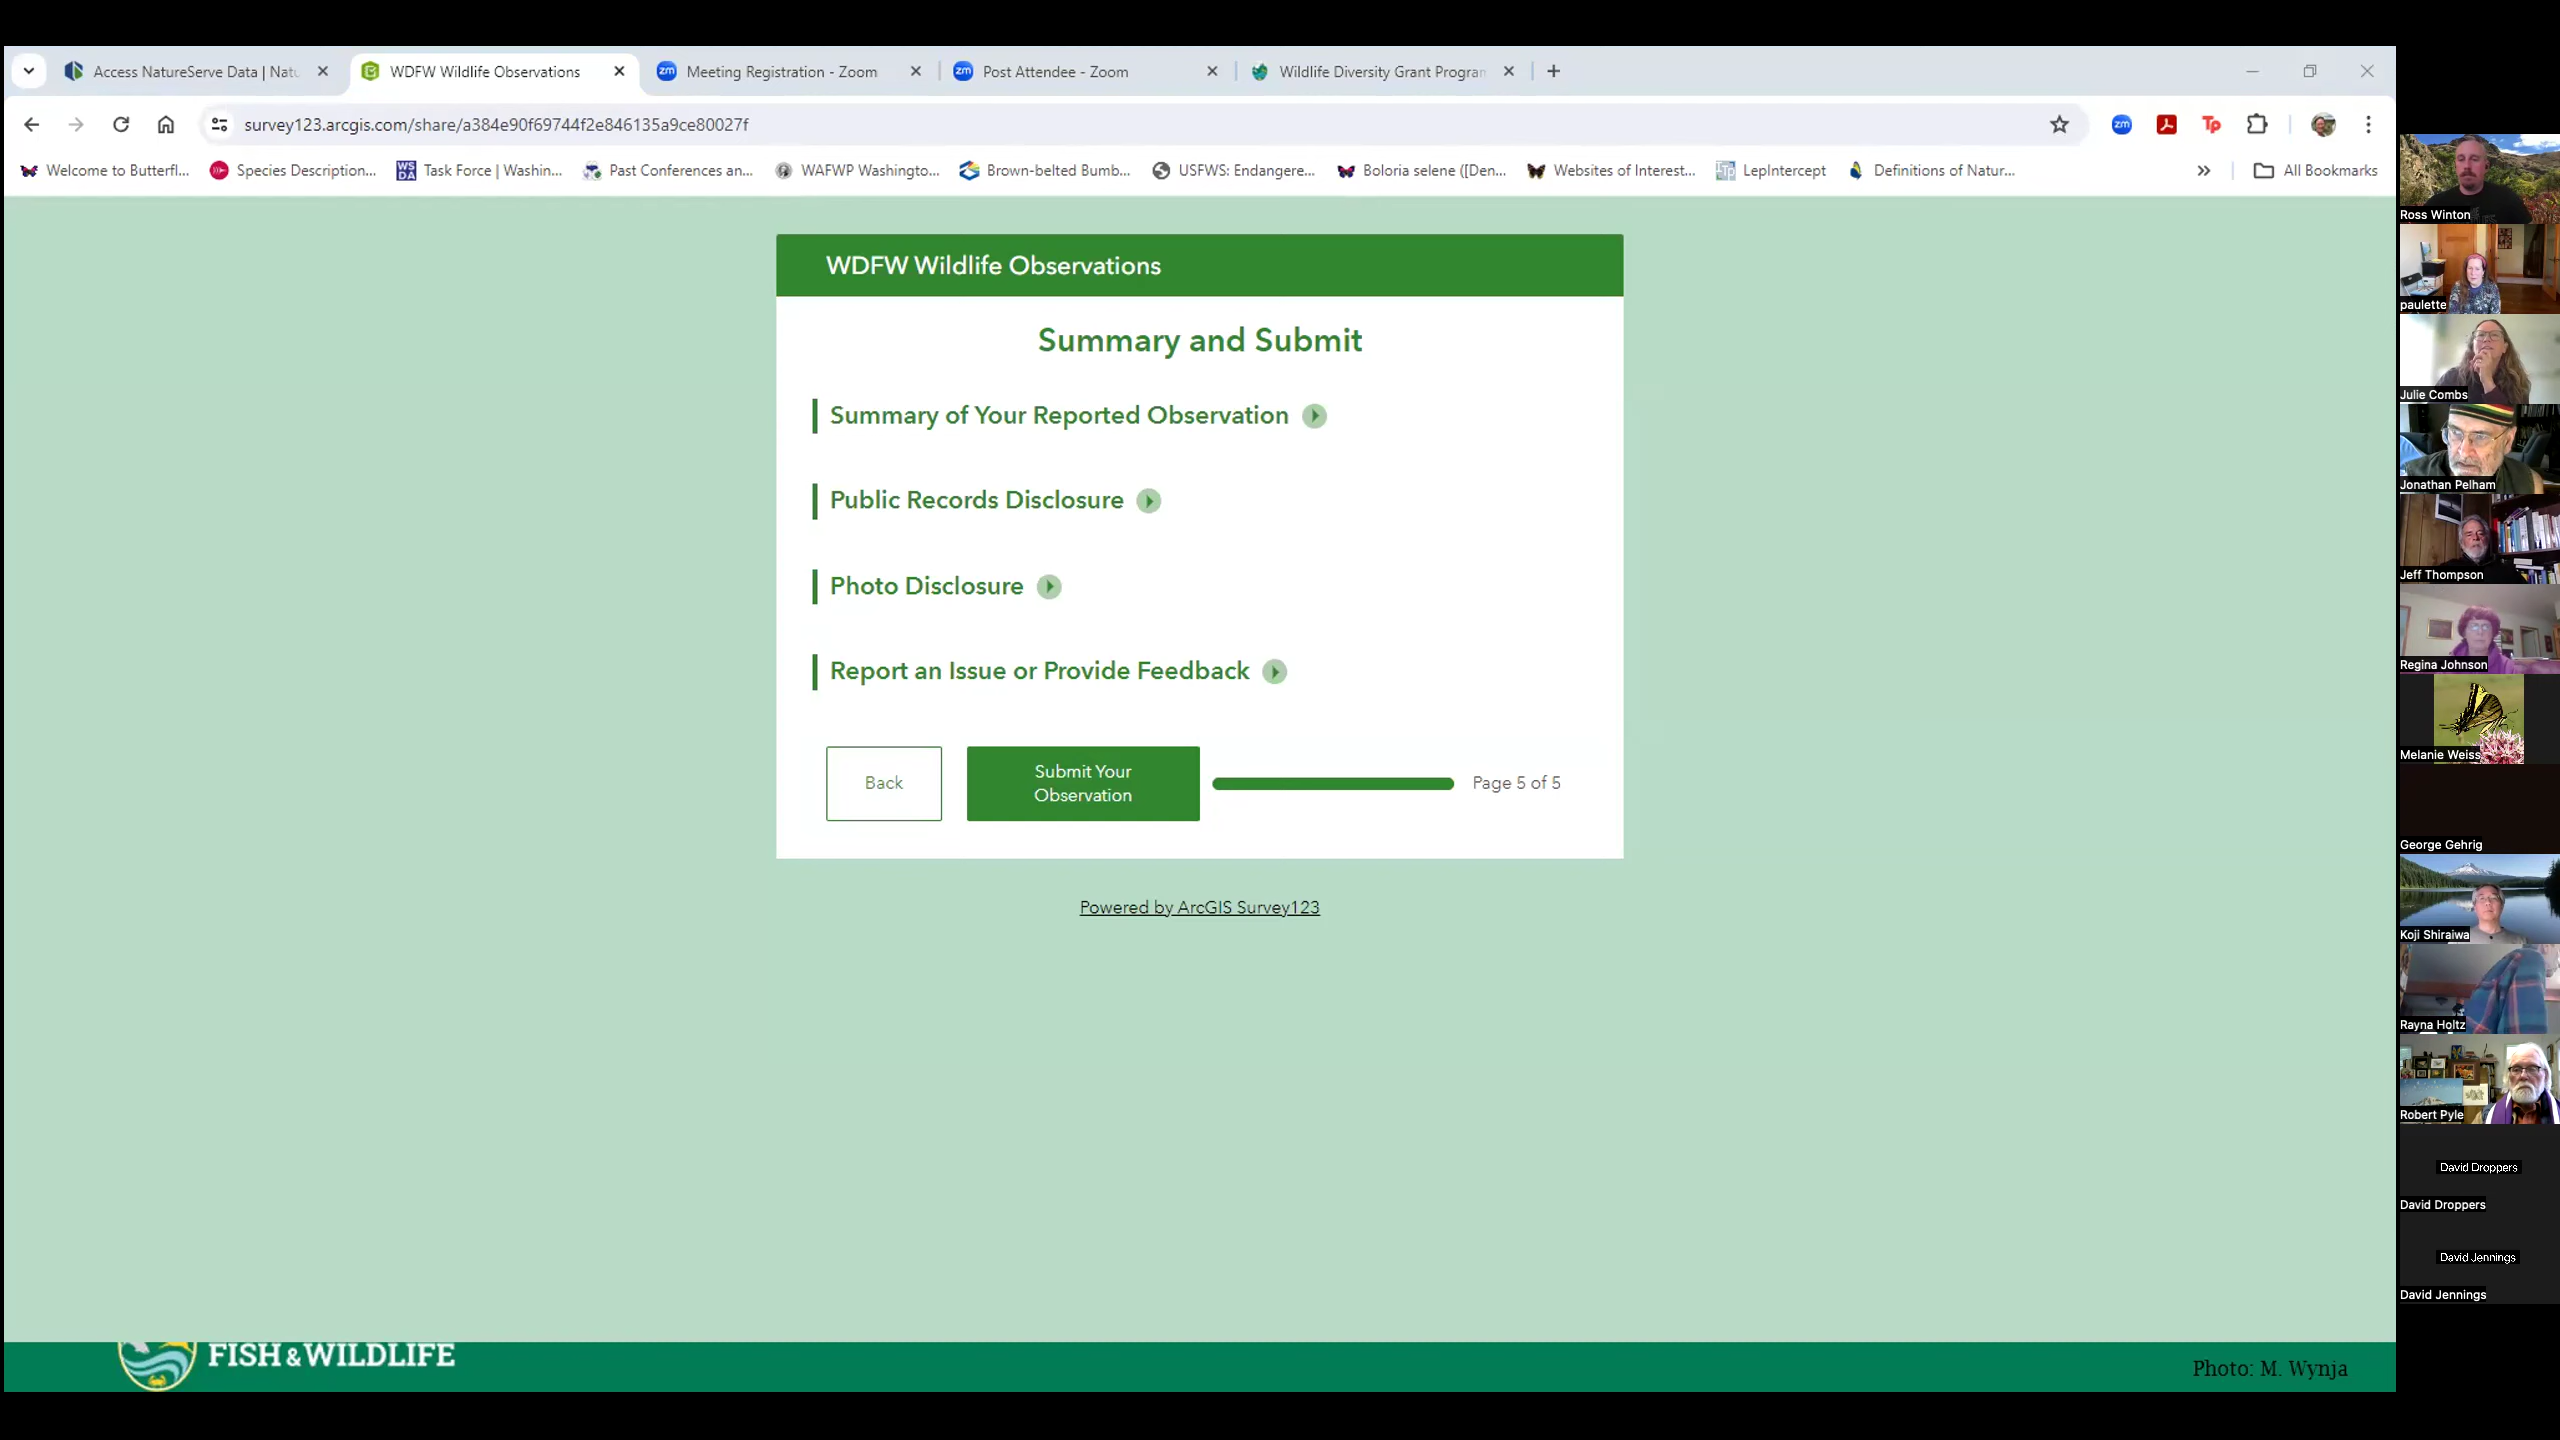 Access NatureServe Data | Natu
WDFW Wildlife Observations
Meeting Registration - Zoom
Post Attendee - Zoom
Wildlife Diversity Grant Program
survey123.arcgis.com/share/a384e90f69744f2e846135a9ce80027f
Welcome to Butterfl...
Species Description...
Task Force | Washin...
Past Conferences an...
WAFWP Washingto...
Brown-belted Bumb...
USFWS: Endangere...
Boloria selene ([Den...
Websites of Interest...
LepIntercept
Definitions of Natur...
All Bookmarks
WDFW Wildlife Observations
Summary and Submit
Summary of Your Reported Observation
Public Records Disclosure
Photo Disclosure
Report an Issue or Provide Feedback
Back
Submit Your
Observation
Page 5 of 5
Powered by ArcGIS Survey123
FISH & WILDLIFE
Photo: M. Wynja
Ross Winton
paulette
Julie Combs
Jonathan Pelham
Jeff Thompson
Regina Johnson
Melanie Weiss
George Gehrig
Koji Shiraiwa
Rayna Holtz
Robert Pyle
David Droppers
David Droppers
David Jennings
David Jennings